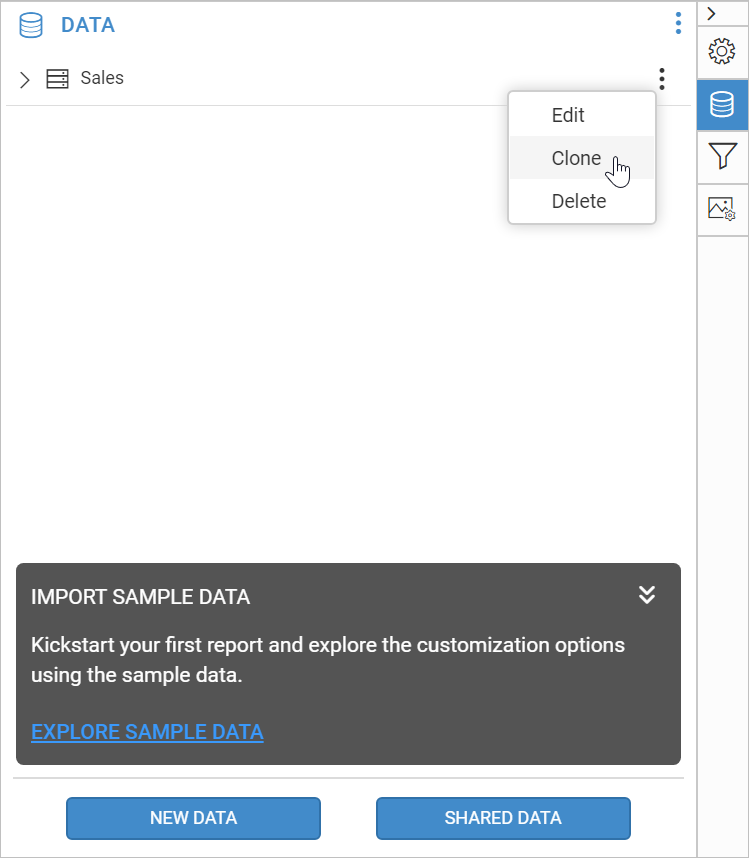 DATA
Sales
Edit
Clone
Delete
IMPORT SAMPLE DATA
Kickstart your first report and explore the customization options
using the sample data.
EXPLORE SAMPLE DATA
NEW DATA
SHARED DATA